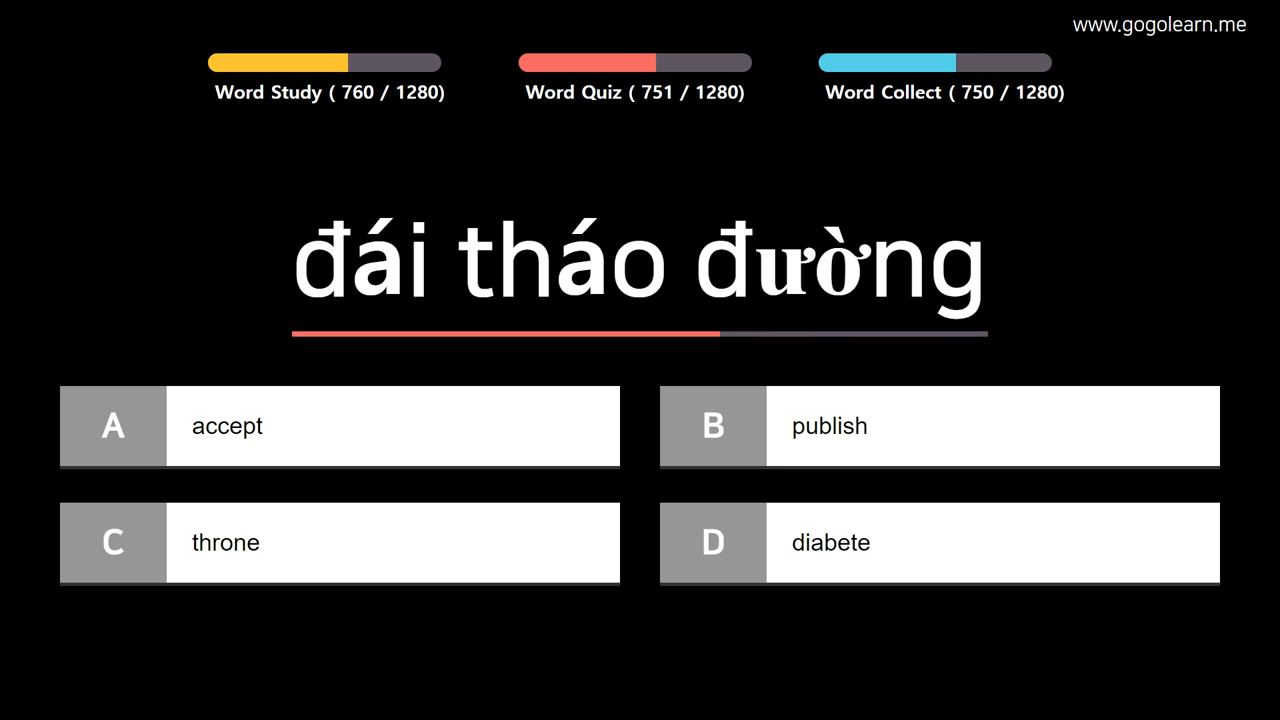 www.gogolearn.me
Word Study ( 760 / 1280)
Word Quiz ( 751 / 1280)
Word Collect ( 750 / 1280)
đái tháo đường
A accept
B publish
C throne
D diabete